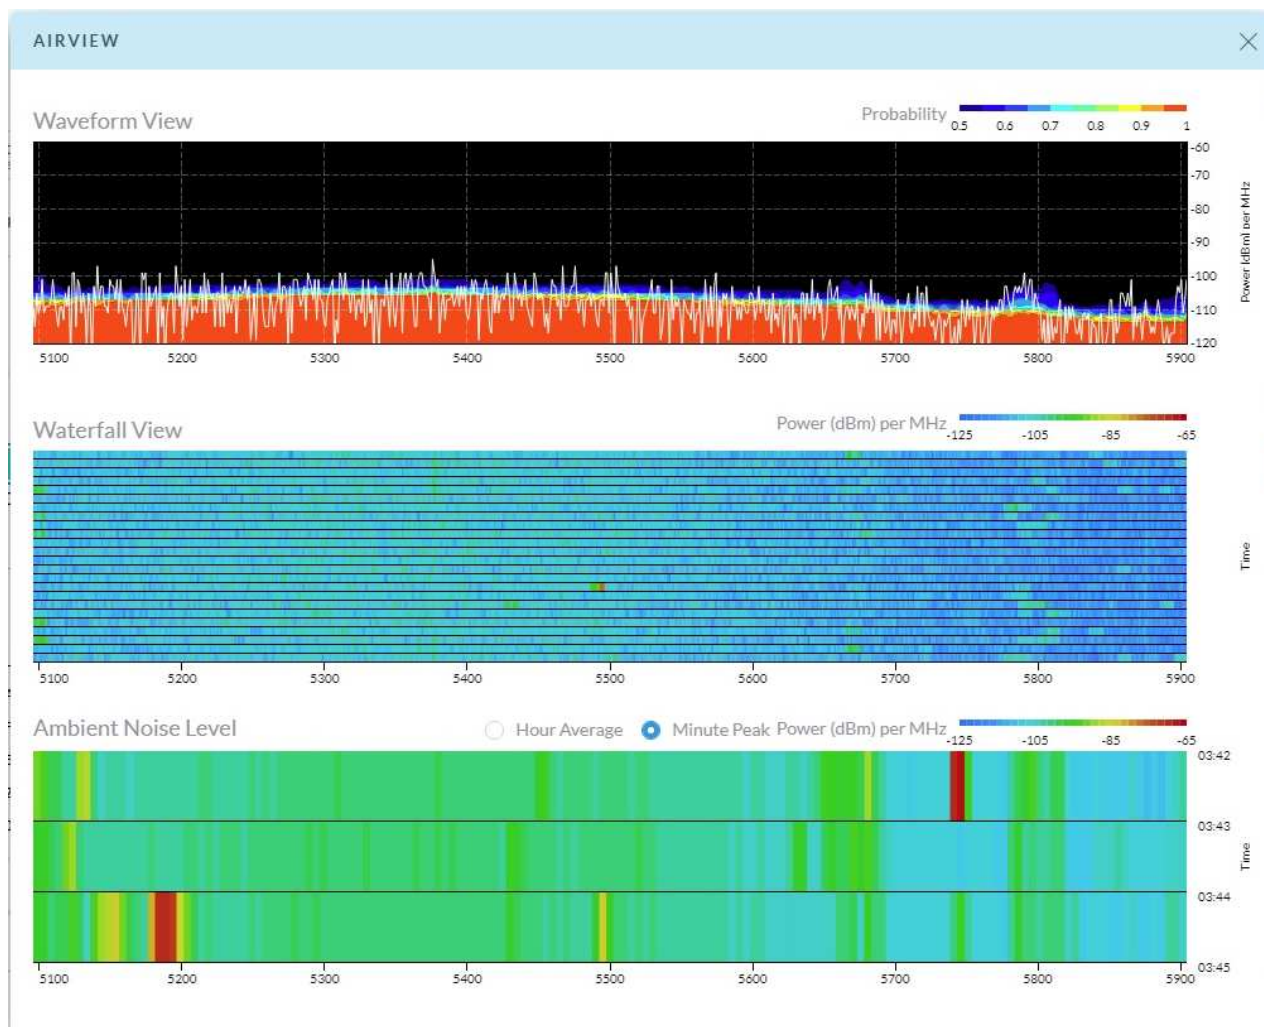 AIRVIEW
Waveform View
Probability
0.5 0.6 0.7 0.8 0.9 1
-60
-70
-80
-90
-100
-110
-120
Power (dBm) per MHz
5100 5200 5300 5400 5500 5600 5700 5800 5900
Waterfall View
Power (dBm) per MHz
-125 -105 -85 -65
Time
5100 5200 5300 5400 5500 5600 5700 5800 5900
Ambient Noise Level
Hour Average Minute Peak Power (dBm) per MHz
-125 -105 -85 -65
03:42
03:43
03:44
03:45
Time
5100 5200 5300 5400 5500 5600 5700 5800 5900